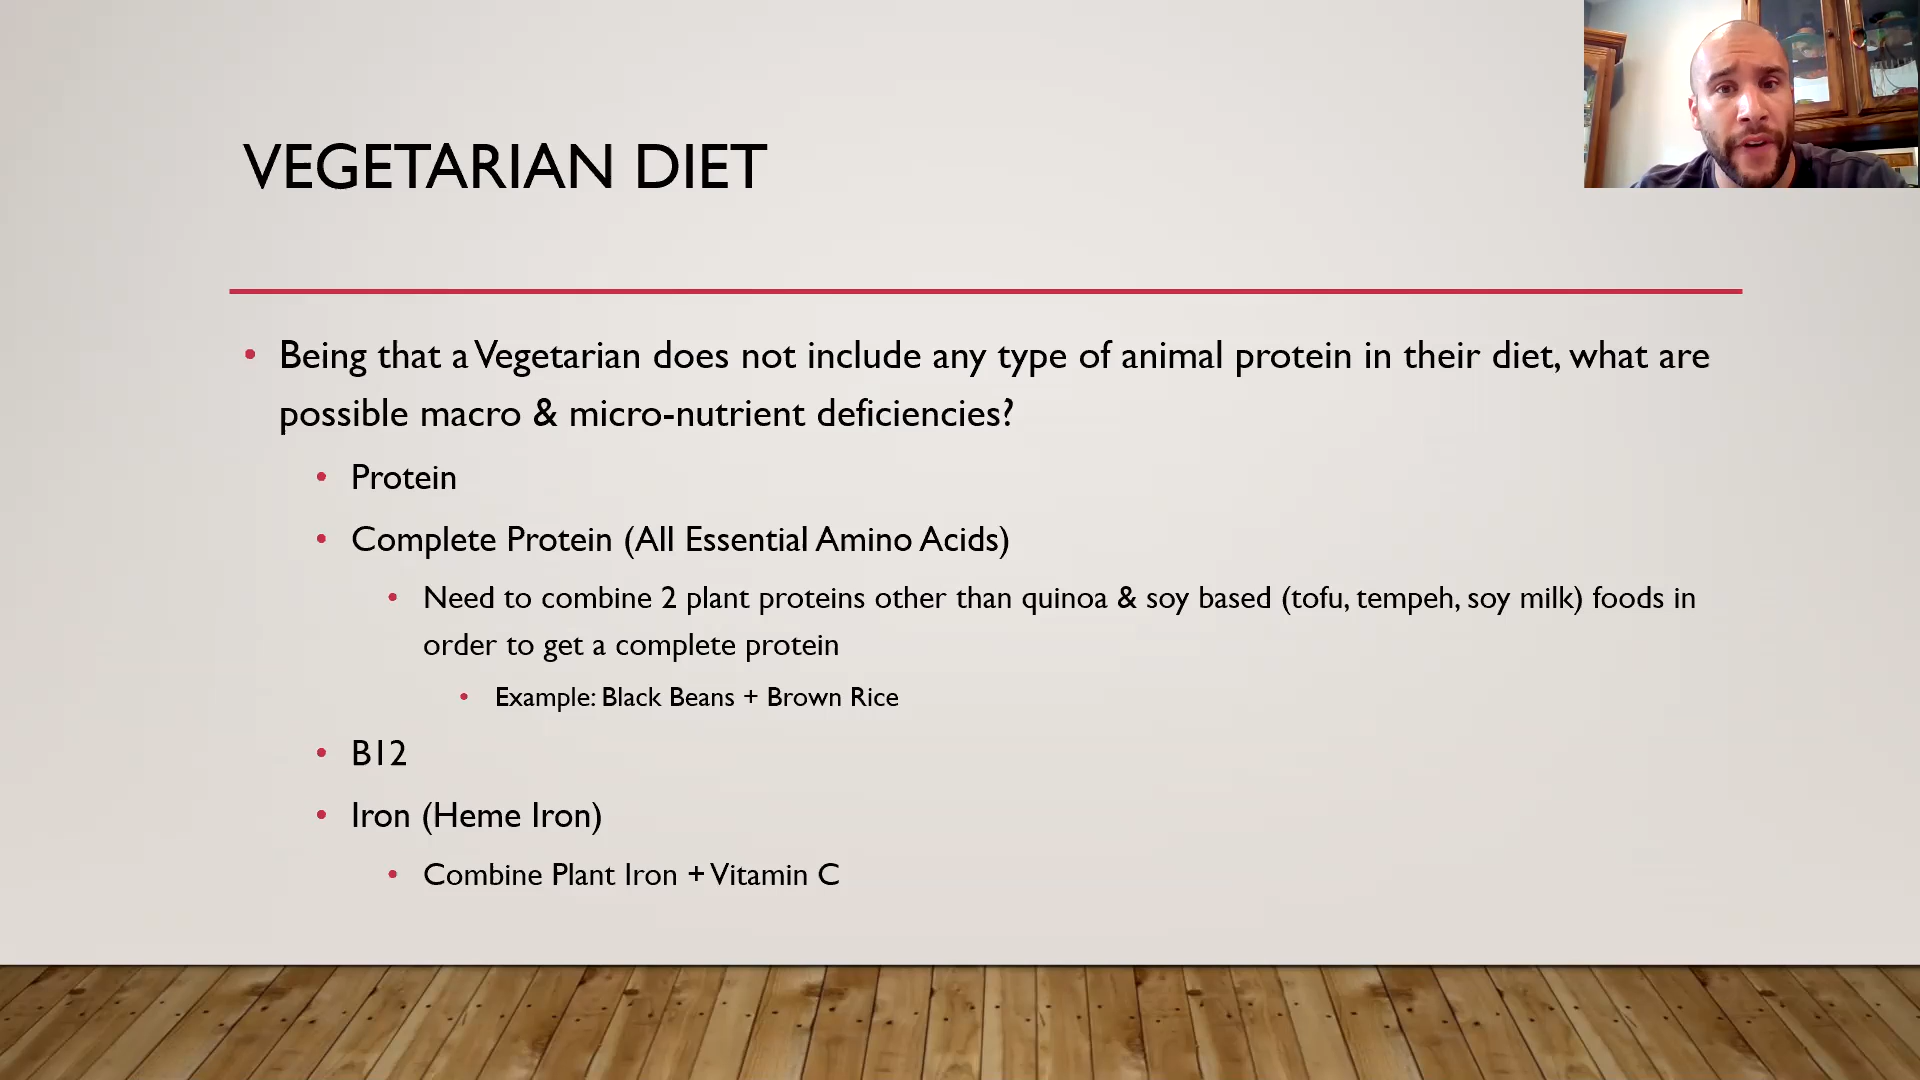 VEGETARIAN DIET
• Being that a Vegetarian does not include any type of animal protein in their diet, what are
possible macro & micro-nutrient deficiencies?
• Protein
• Complete Protein (All Essential Amino Acids)
• Need to combine 2 plant proteins other than quinoa & soy based (tofu, tempeh, soy milk) foods in
order to get a complete protein
• Example: Black Beans + Brown Rice
• B12
• Iron (Heme Iron)
• Combine Plant Iron + Vitamin C